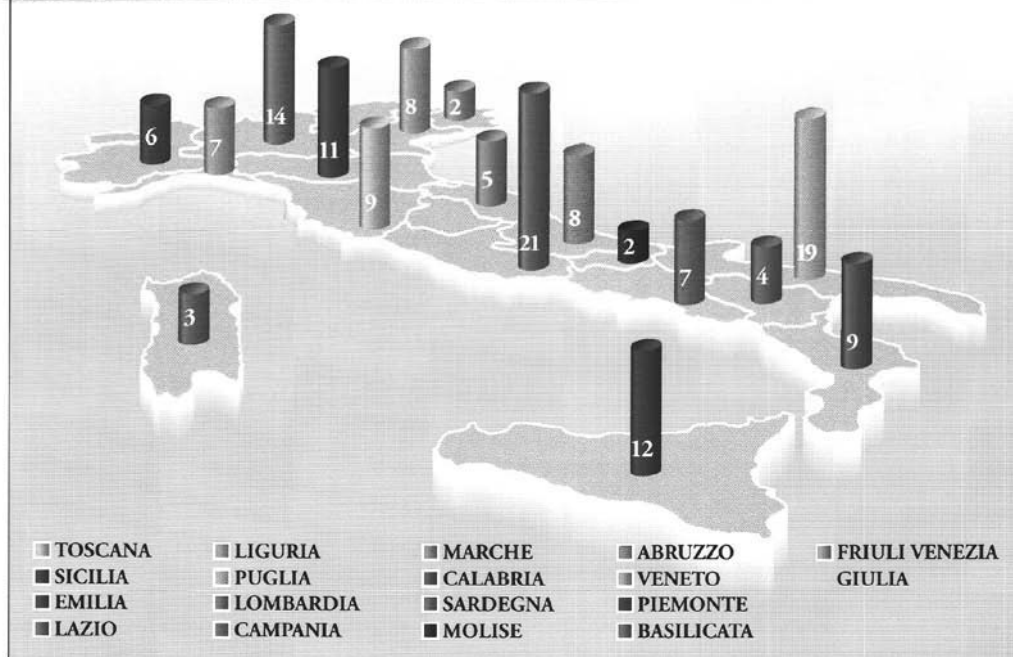 14
8
2
6
7
11
5
9
8
19
21
2
7
4
3
9
12
TOSCANA
SICILIA
EMILIA
LAZIO
LIGURIA
PUGLIA
LOMBARDIA
CAMPANIA
MARCHE
CALABRIA
SARDEGNA
MOLISE
ABRUZZO
VENETO
PIEMONTE
BASILICATA
FRIULI VENEZIA
GIULIA